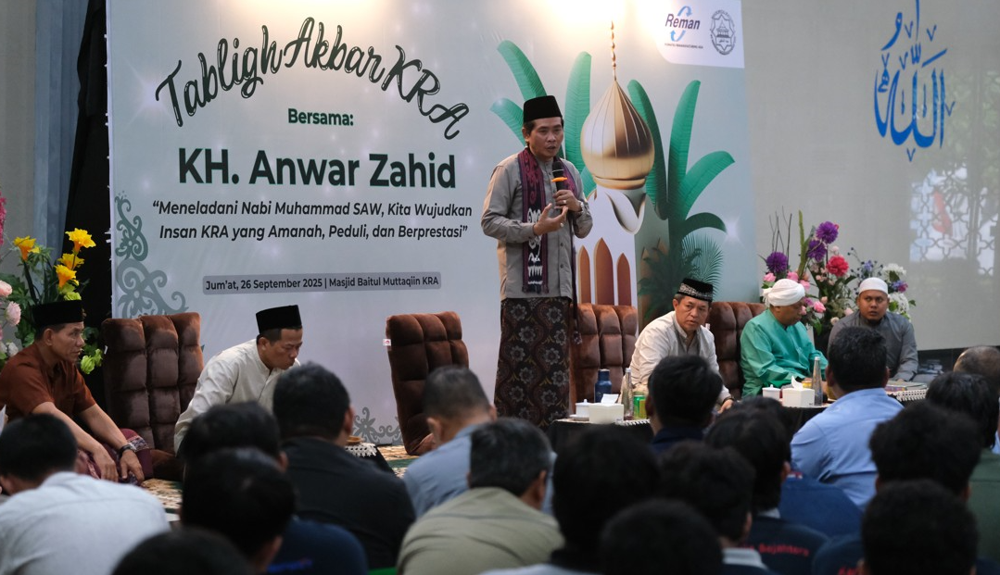 Tabligh Akbar KRA
Bersama:
KH. Anwar Zahid
“Meneladani Nabi Muhammad SAW, Kita Wujudkan
Insan KRA yang Amanah, Peduli, dan Berprestasi”
Jum'at, 26 September 2025 | Masjid Baitul Muttaqiin KRA
Reman
الله
Sejahtera